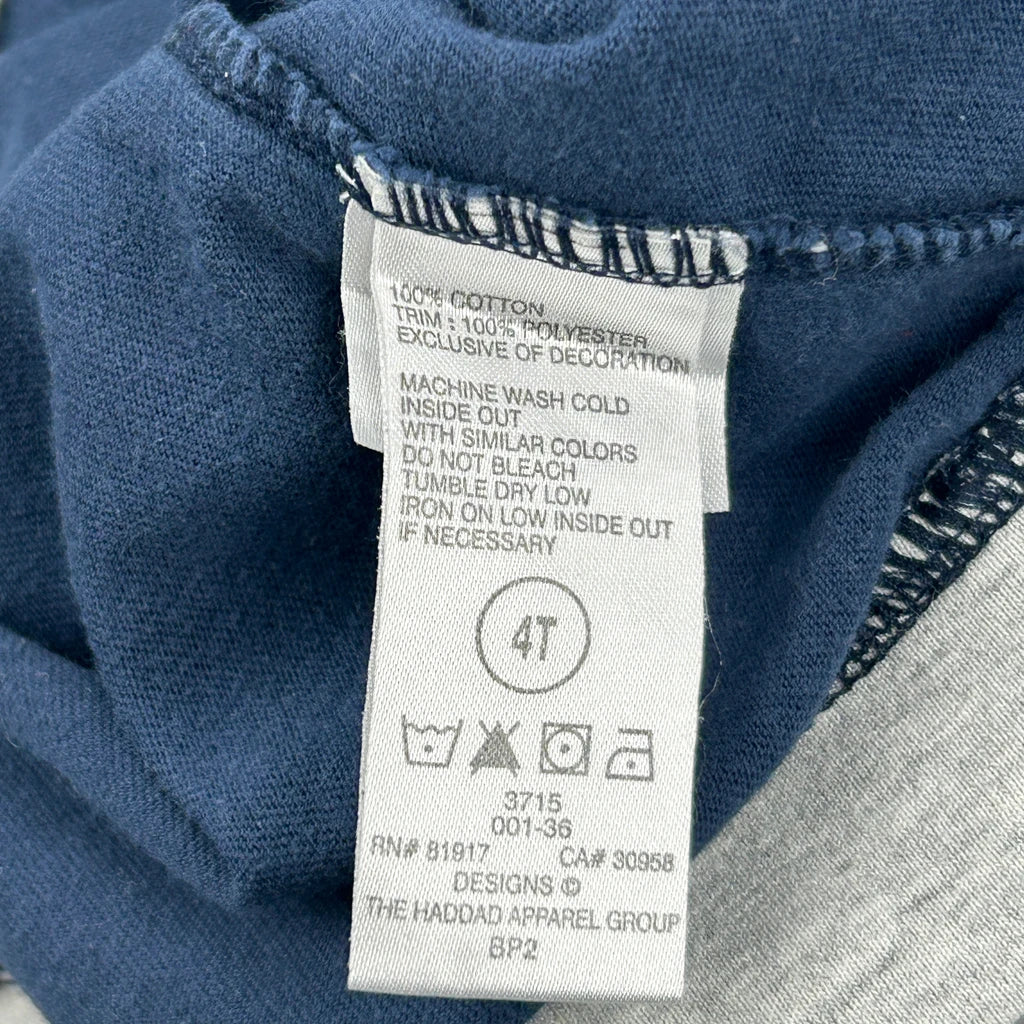 100% COTTON
TRIM : 100% POLYESTER
EXCLUSIVE OF DECORATION
MACHINE WASH COLD
INSIDE OUT
WITH SIMILAR COLORS
DO NOT BLEACH
TUMBLE DRY LOW
IRON ON LOW INSIDE OUT
IF NECESSARY
4T
3715
001-36
RN# 81917 CA# 30958
DESIGNS ©
THE HADDAD APPAREL GROUP
BP2